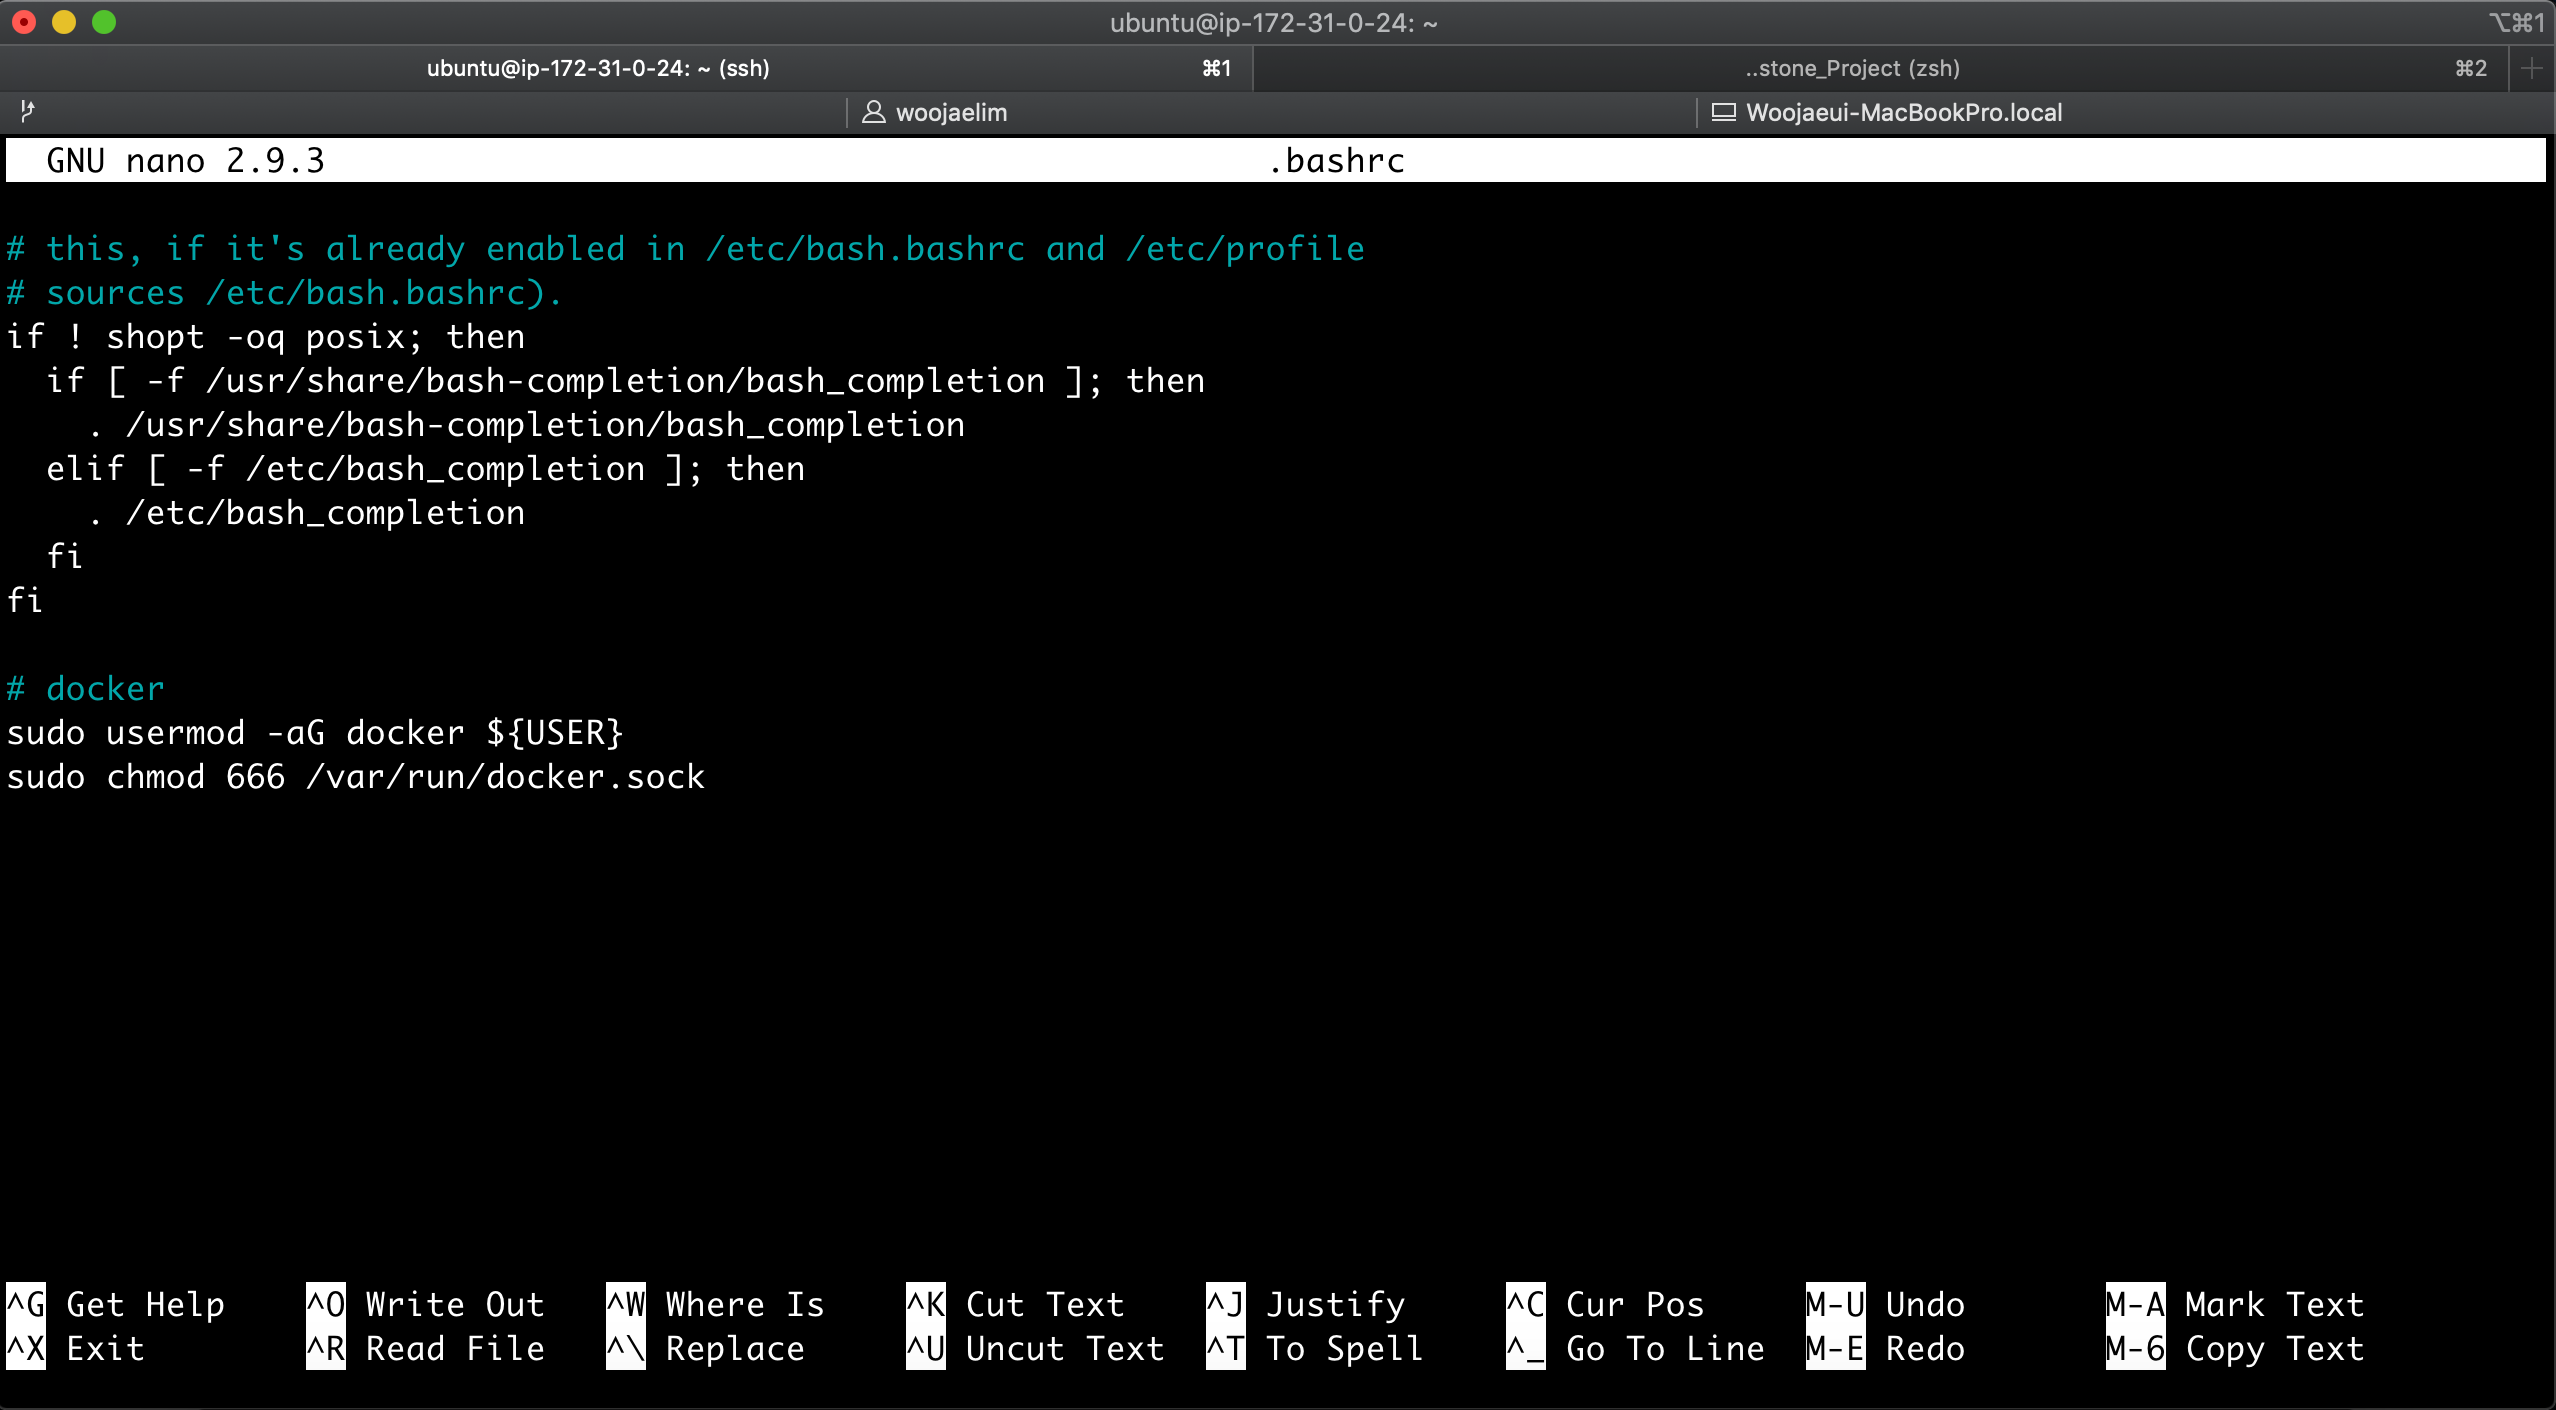 ubuntu@ip-172-31-0-24: ~ ⌥⌘1
ubuntu@ip-172-31-0-24: ~ (ssh) ⌘1 ..stone_Project (zsh) ⌘2
woojaelim Woojaeui-MacBookPro.local
GNU nano 2.9.3 .bashrc
# this, if it's already enabled in /etc/bash.bashrc and /etc/profile
# sources /etc/bash.bashrc).
if ! shopt -oq posix; then
  if [ -f /usr/share/bash-completion/bash_completion ]; then
    . /usr/share/bash-completion/bash_completion
  elif [ -f /etc/bash_completion ]; then
    . /etc/bash_completion
  fi
fi
# docker
sudo usermod -aG docker ${USER}
sudo chmod 666 /var/run/docker.sock
^G Get Help ^O Write Out ^W Where Is ^K Cut Text ^J Justify ^C Cur Pos M-U Undo M-A Mark Text
^X Exit ^R Read File ^\ Replace ^U Uncut Text ^T To Spell ^_ Go To Line M-E Redo M-6 Copy Text